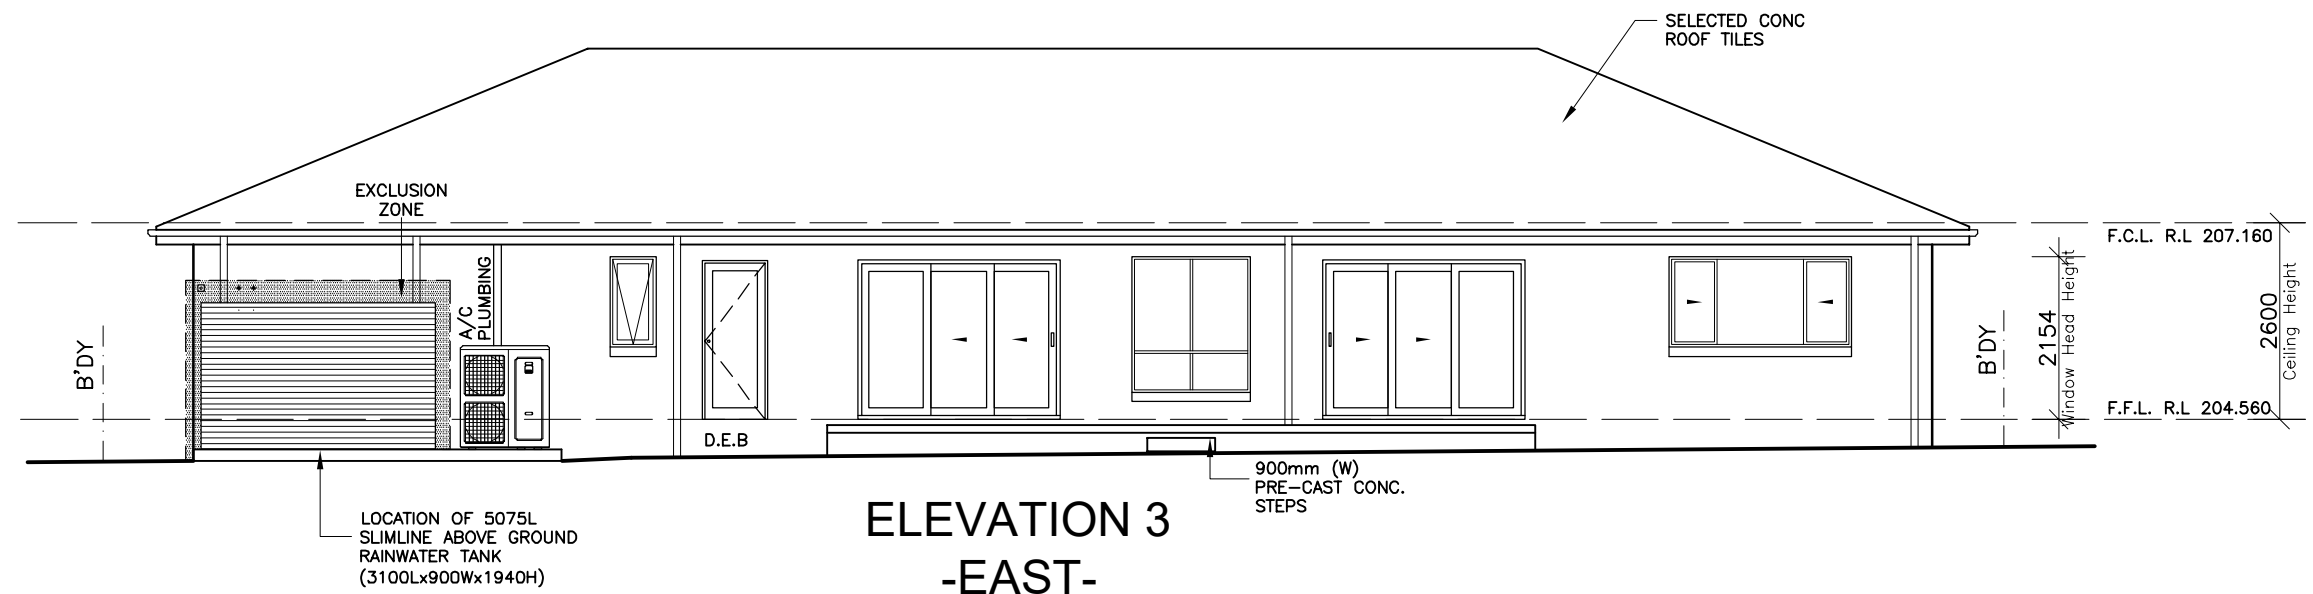 SELECTED CONC
ROOF TILES
EXCLUSION
ZONE
F.C.L. R.L 207.160
A/C
PLUMBING
B'DY
B'DY
2154
Window Head Height
2600
Ceiling Height
F.F.L. R.L 204.560
D.E.B
900mm (W)
PRE-CAST CONC.
STEPS
LOCATION OF 5075L
SLIMLINE ABOVE GROUND
RAINWATER TANK
(3100Lx900Wx1940H)
ELEVATION 3
-EAST-